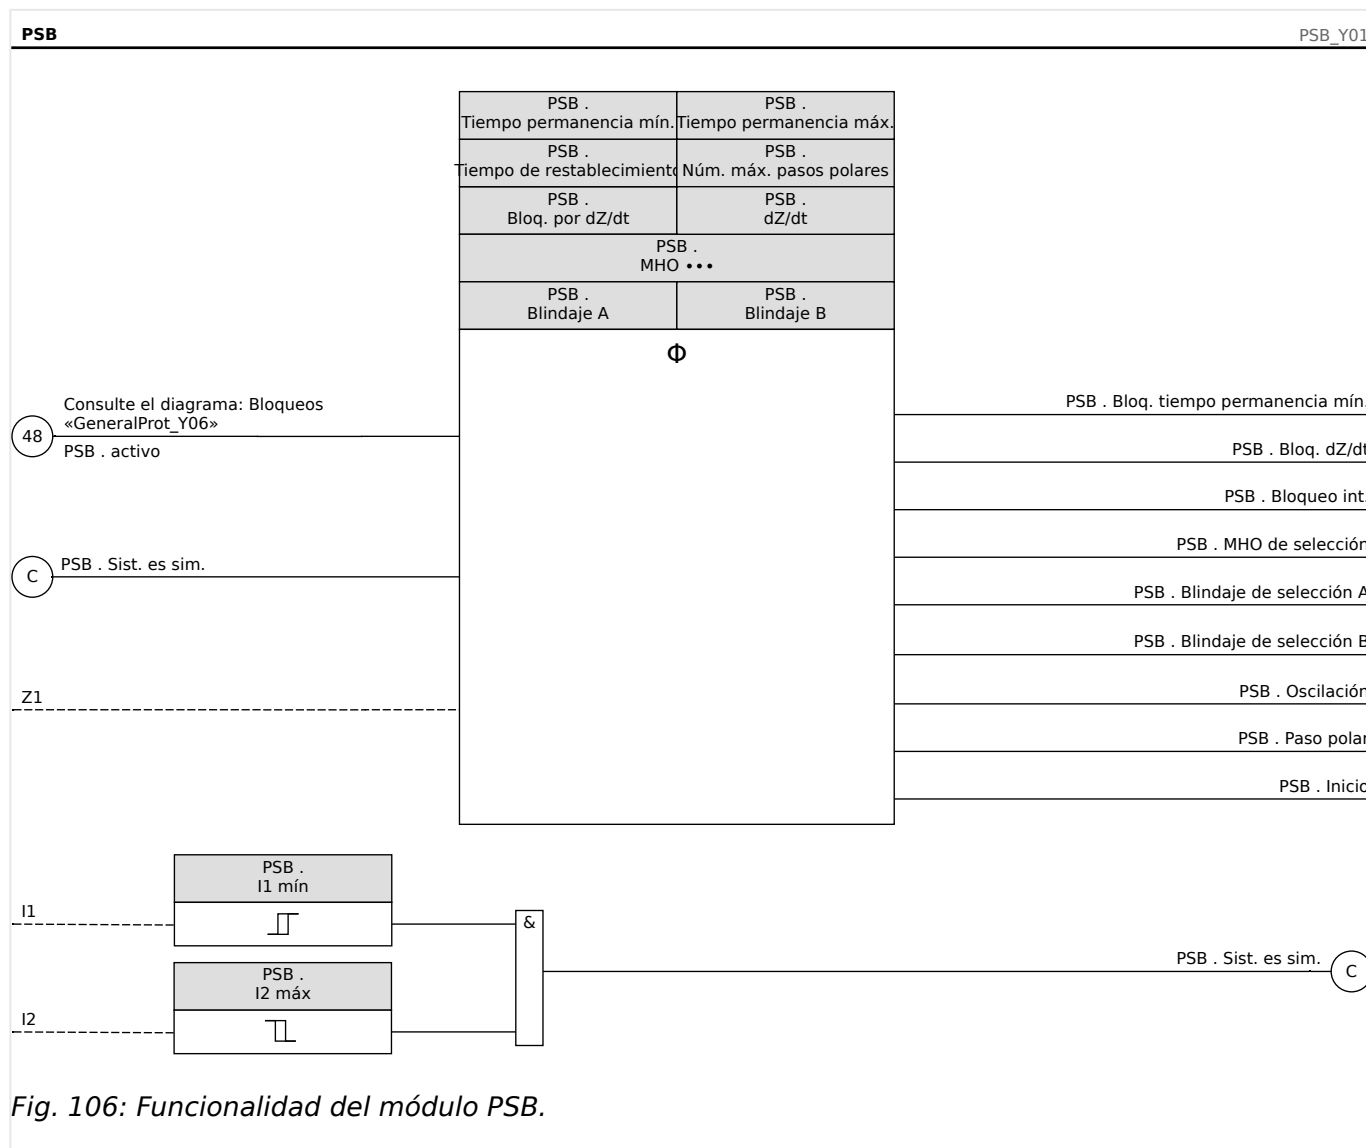 PSB
PSB_Y01
PSB .
Tiempo permanencia mín.
PSB .
Tiempo permanencia máx.
PSB .
Tiempo de restablecimiento
PSB .
Núm. máx. pasos polares
PSB .
Bloq. por dZ/dt
PSB .
dZ/dt
PSB .
MHO •••
PSB .
Blindaje A
PSB .
Blindaje B
Φ
Consulte el diagrama: Bloqueos
«GeneralProt_Y06»
48
PSB . activo
C
PSB . Sist. es sim.
Z1
PSB . Bloq. tiempo permanencia mín.
PSB . Bloq. dZ/dt
PSB . Bloqueo int.
PSB . MHO de selección
PSB . Blindaje de selección A
PSB . Blindaje de selección B
PSB . Oscilación
PSB . Paso polar
PSB . Inicio
PSB .
I1 mín
I1
&
PSB .
I2 máx
I2
PSB . Sist. es sim.
C
Fig. 106: Funcionalidad del módulo PSB.